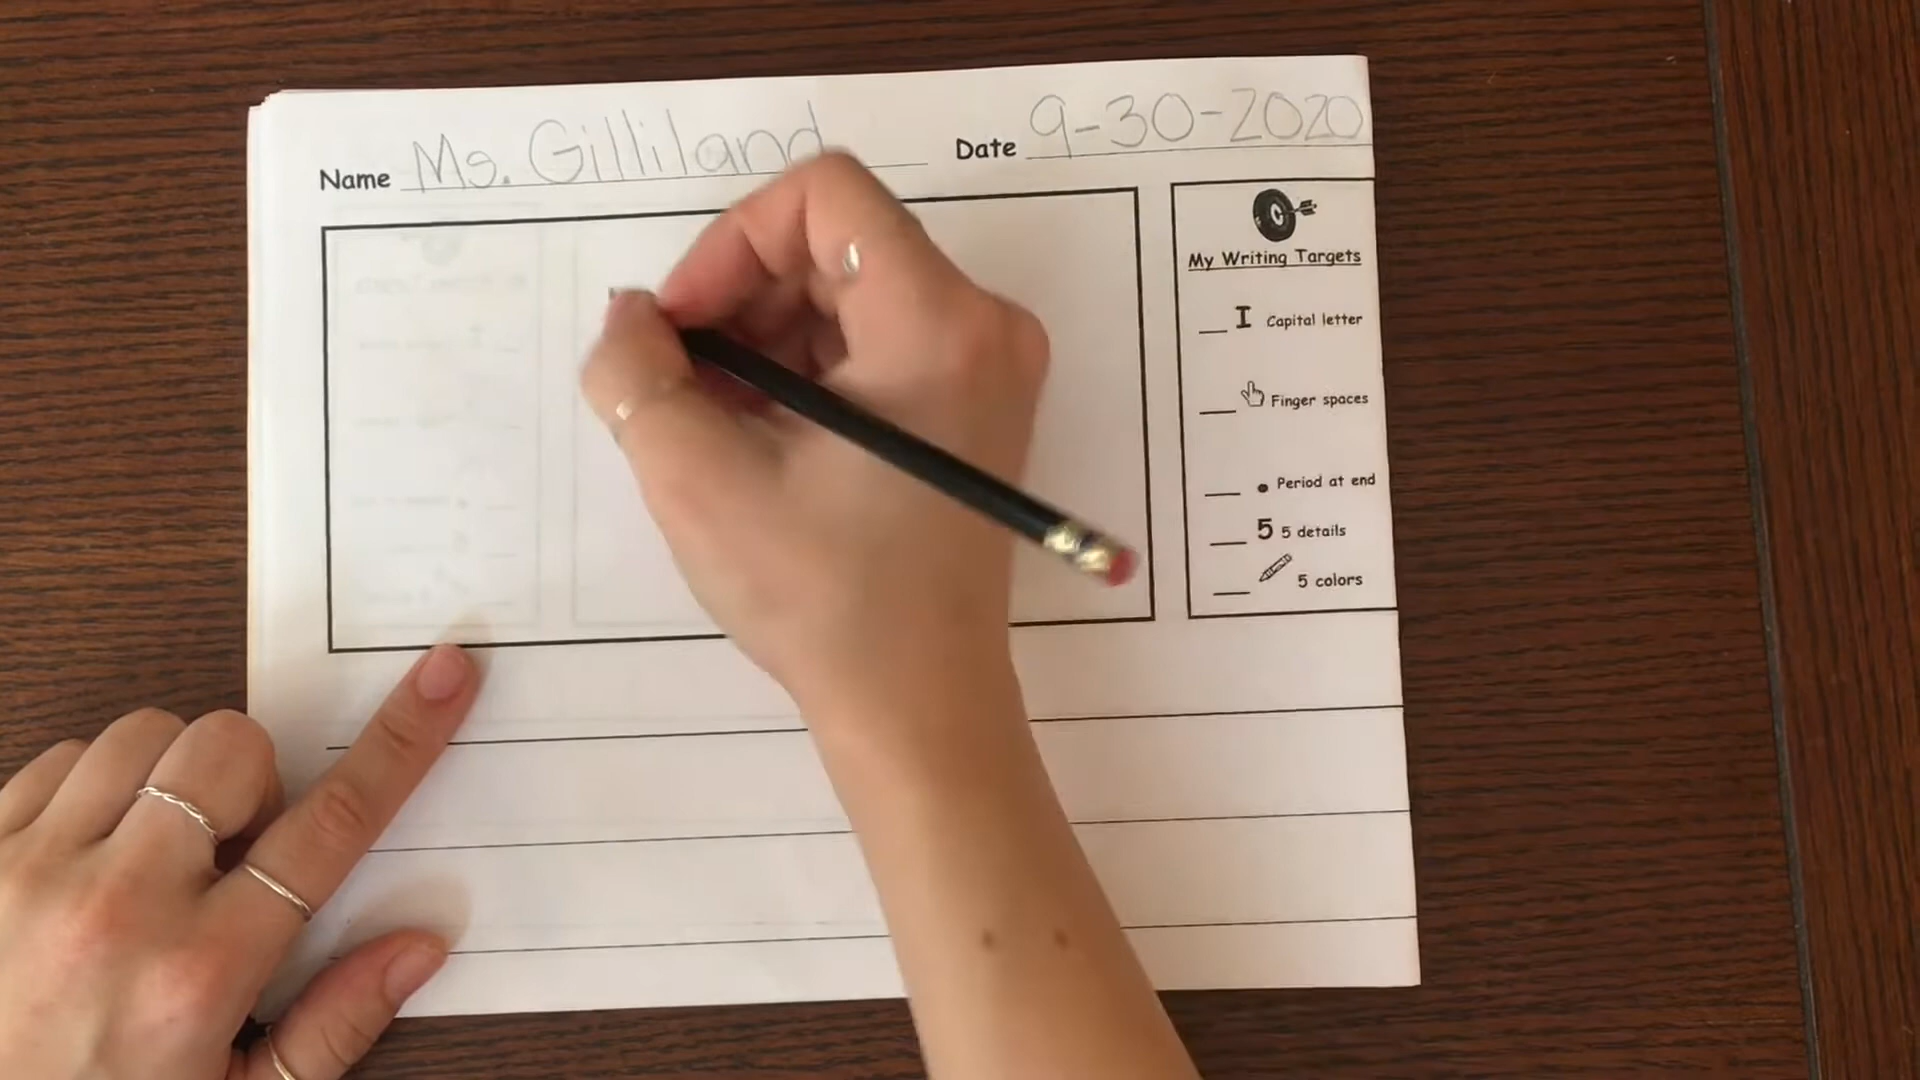 Name Ms. Gilliland Date 9-30-2020
My Writing Targets
I Capital letter
Finger spaces
Period at end
5 5 details
5 colors